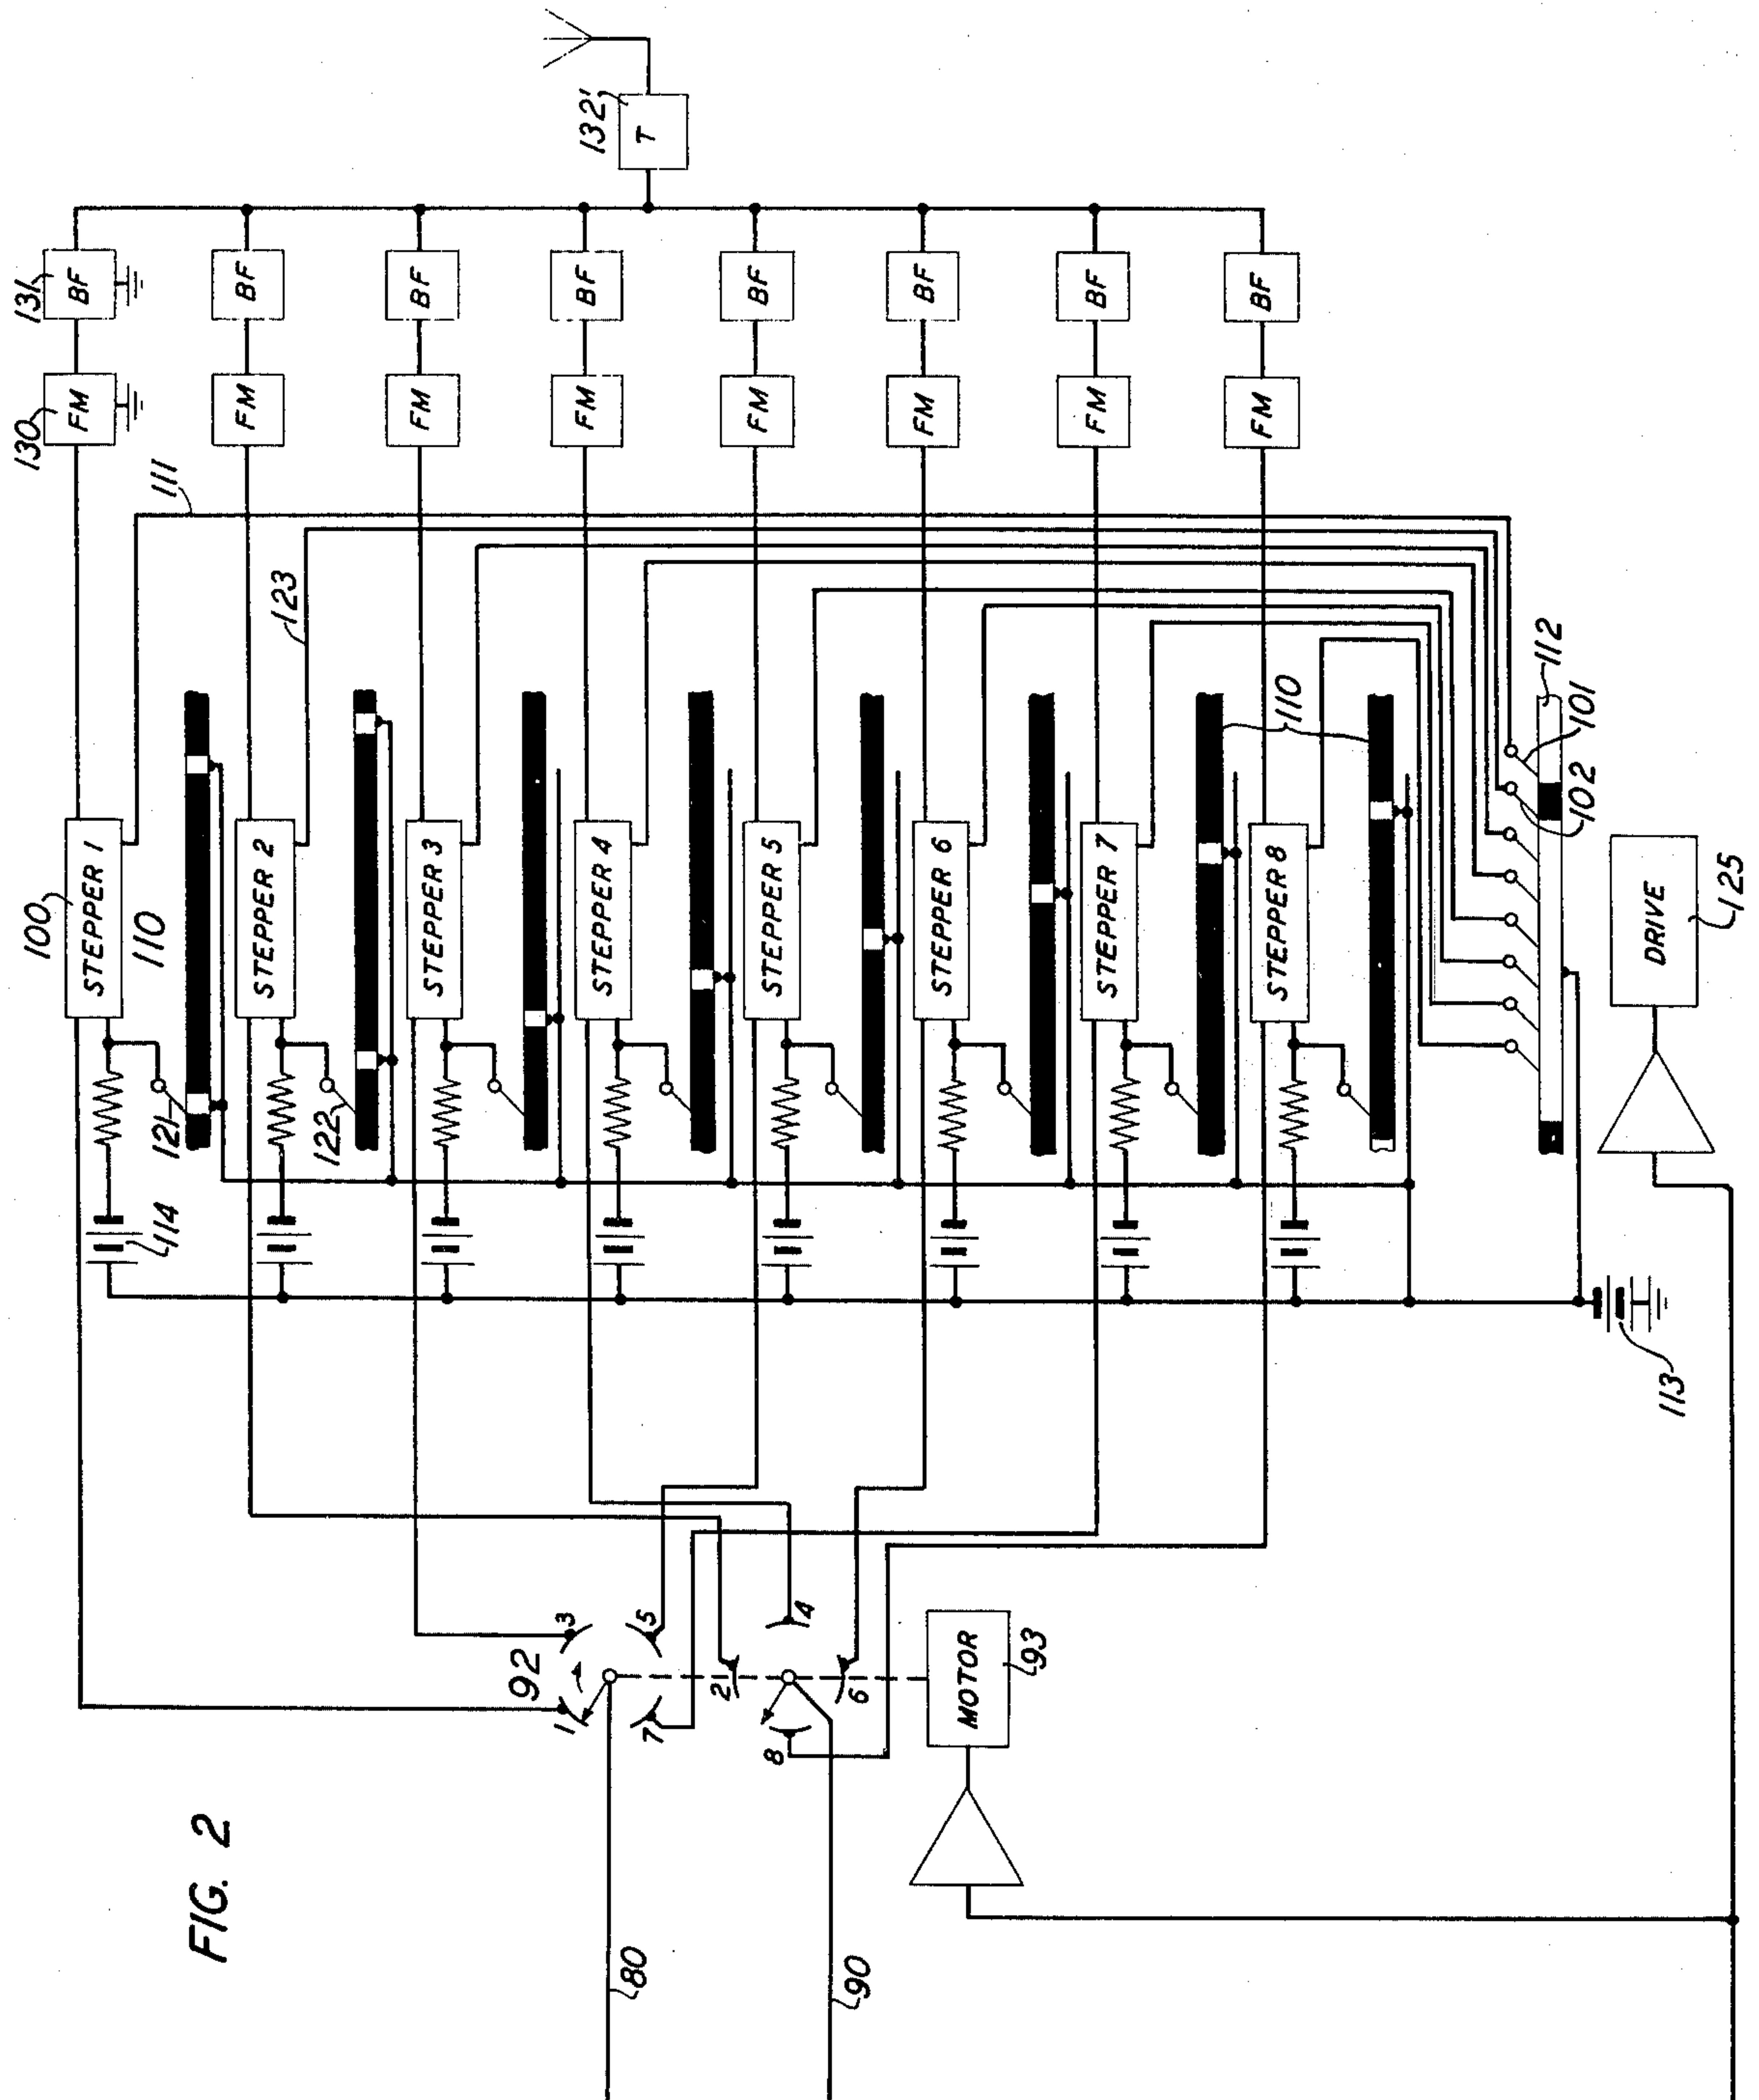 FIG. 2
132'
T
131
BF
BF
BF
BF
BF
BF
BF
BF
130
FM
FM
FM
FM
FM
FM
FM
FM
111
123
100
STEPPER 1
STEPPER 2
STEPPER 3
STEPPER 4
STEPPER 5
STEPPER 6
STEPPER 7
STEPPER 8
110
110
121
122
114
112
101
102
DRIVE
125
113
92
1
3
5
7
2
4
6
8
MOTOR
93
80
90